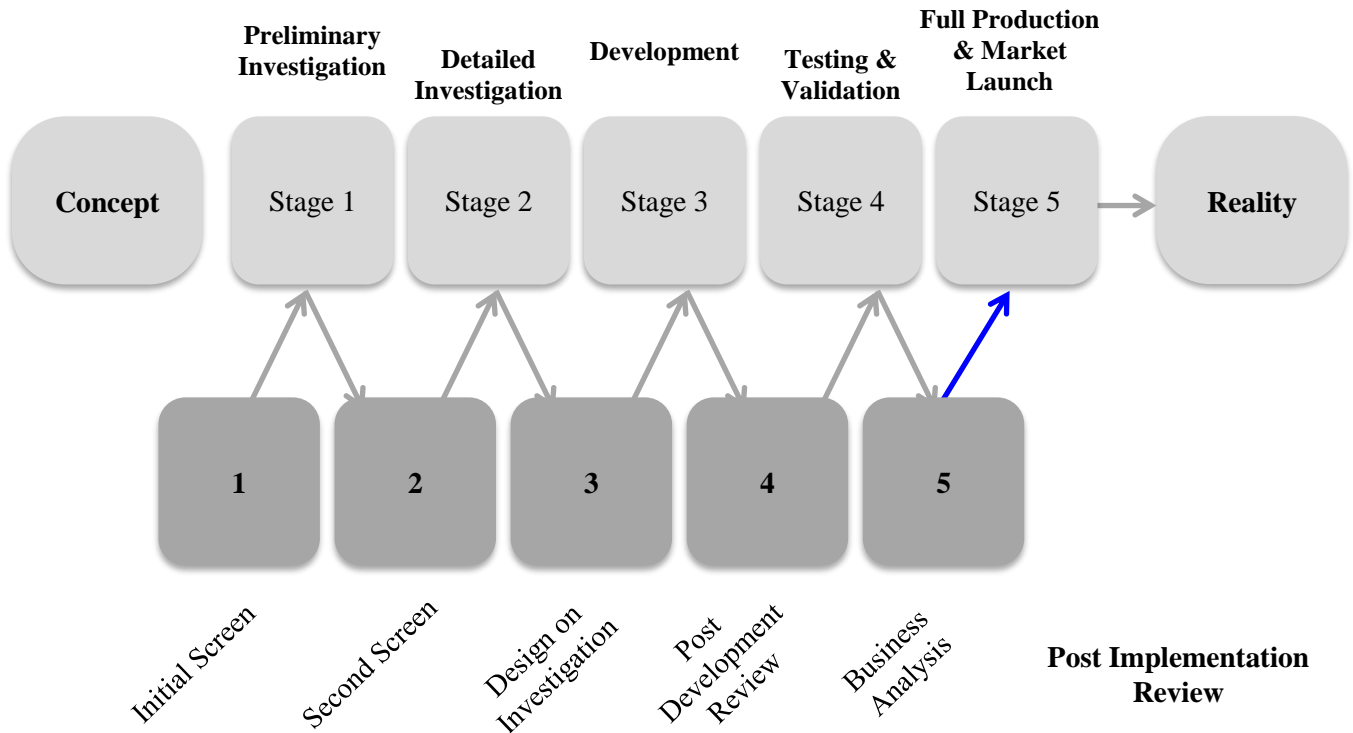 Preliminary
Investigation
Detailed
Investigation
Development
Testing &
Validation
Full Production
& Market
Launch
Concept
Stage 1
Stage 2
Stage 3
Stage 4
Stage 5
Reality
1
2
3
4
5
Initial Screen
Second Screen
Design on
Investigation
Post
Development
Review
Business
Analysis
Post Implementation
Review